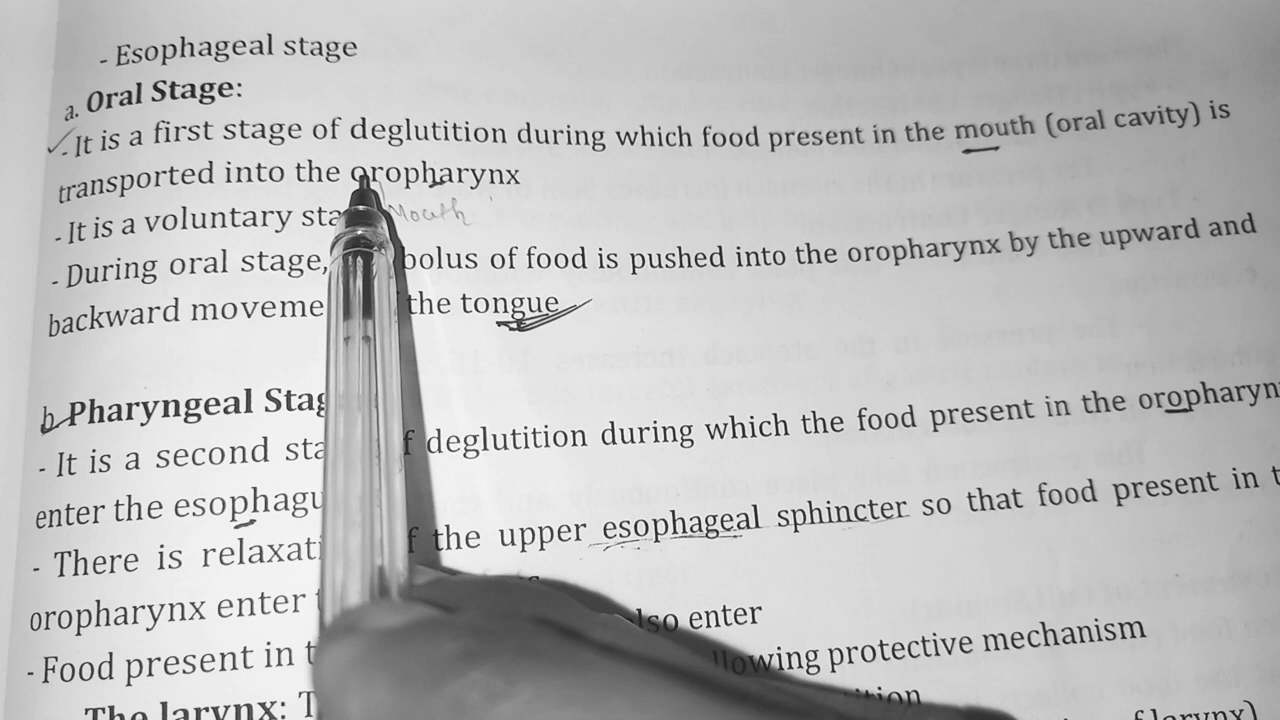 - Esophageal stage
a. Oral Stage:
- It is a first stage of deglutition during which food present in the mouth (oral cavity) is
transported into the oropharynx
- It is a voluntary sta Mouth
- During oral stage, bolus of food is pushed into the oropharynx by the upward and
backward moveme the tongue
b. Pharyngeal Stag
- It is a second sta f deglutition during which the food present in the oropharyn
enter the esophagu
- There is relaxati f the upper esophageal sphincter so that food present in t
oropharynx enter t
lso enter
- Food present in t llowing protective mechanism
The larynx: T ition
f larynx)